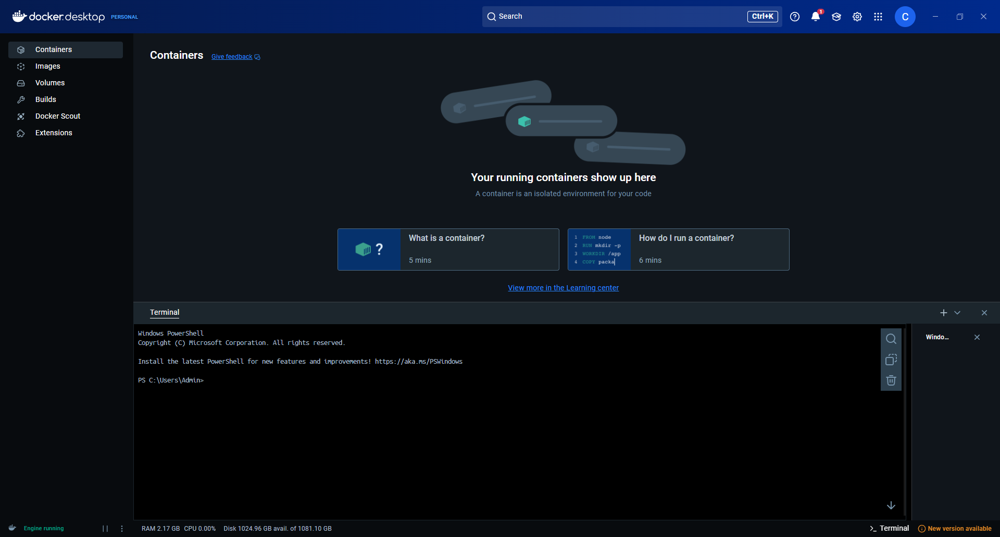 docker.desktop PERSONAL
Search Ctrl+K
1
C
Containers
Images
Volumes
Builds
Docker Scout
Extensions
Containers Give feedback
Your running containers show up here
A container is an isolated environment for your code
?
What is a container?
5 mins
1 FROM node
2 RUN mkdir -p
3 WORKDIR /app
4 COPY packa
How do I run a container?
6 mins
View more in the Learning center
Terminal
Windows PowerShell
Copyright (C) Microsoft Corporation. All rights reserved.
Install the latest PowerShell for new features and improvements! https://aka.ms/PSWindows
PS C:\Users\Admin>
Windo...
Engine running
RAM 2.17 GB CPU 0.00% Disk 1024.96 GB avail. of 1081.10 GB
Terminal
New version available